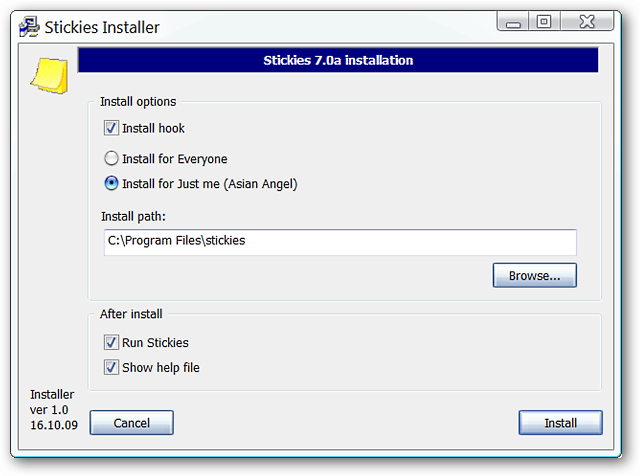 Stickies Installer
Stickies 7.0a installation
Install options
Install hook
Install for Everyone
Install for Just me (Asian Angel)
Install path:
C:\Program Files\stickies
Browse...
After install
Run Stickies
Show help file
Installer
ver 1.0
16.10.09
Cancel
Install